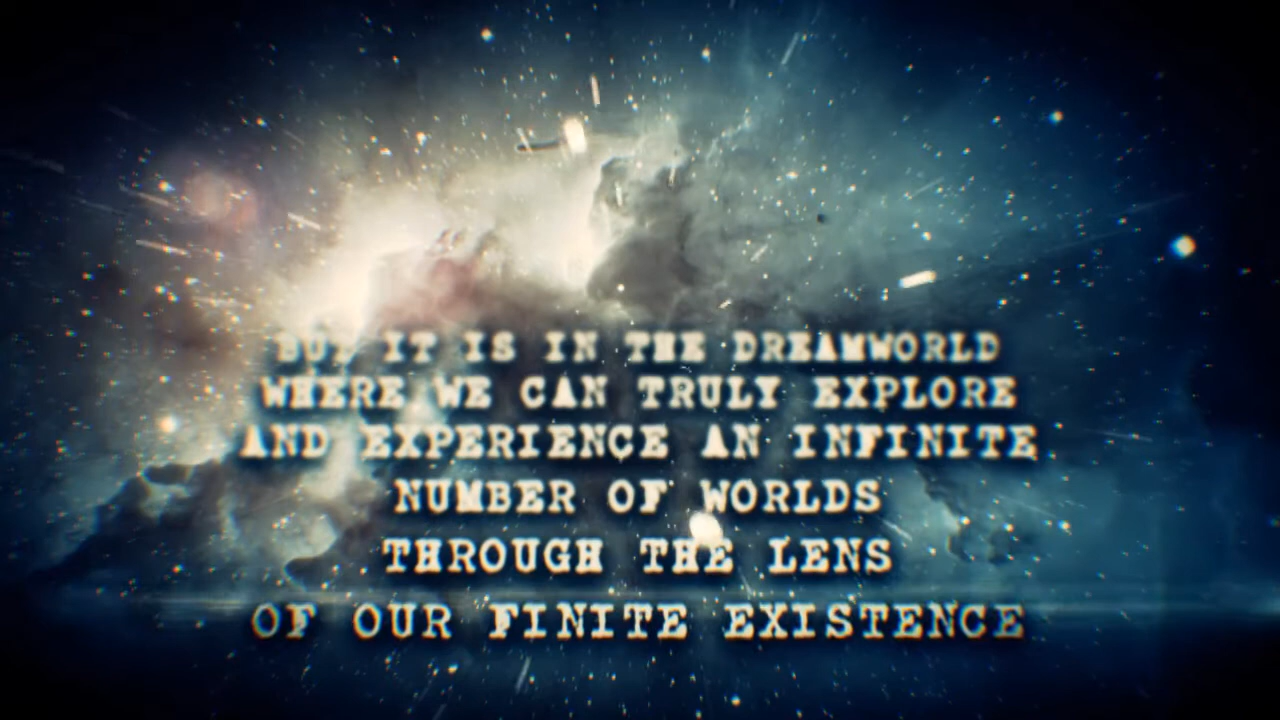 BUT IT IS IN THE DREAMWORLD
WHERE WE CAN TRULY EXPLORE
AND EXPERIENCE AN INFINITE
NUMBER OF WORLDS
THROUGH THE LENS
OF OUR FINITE EXISTENCE